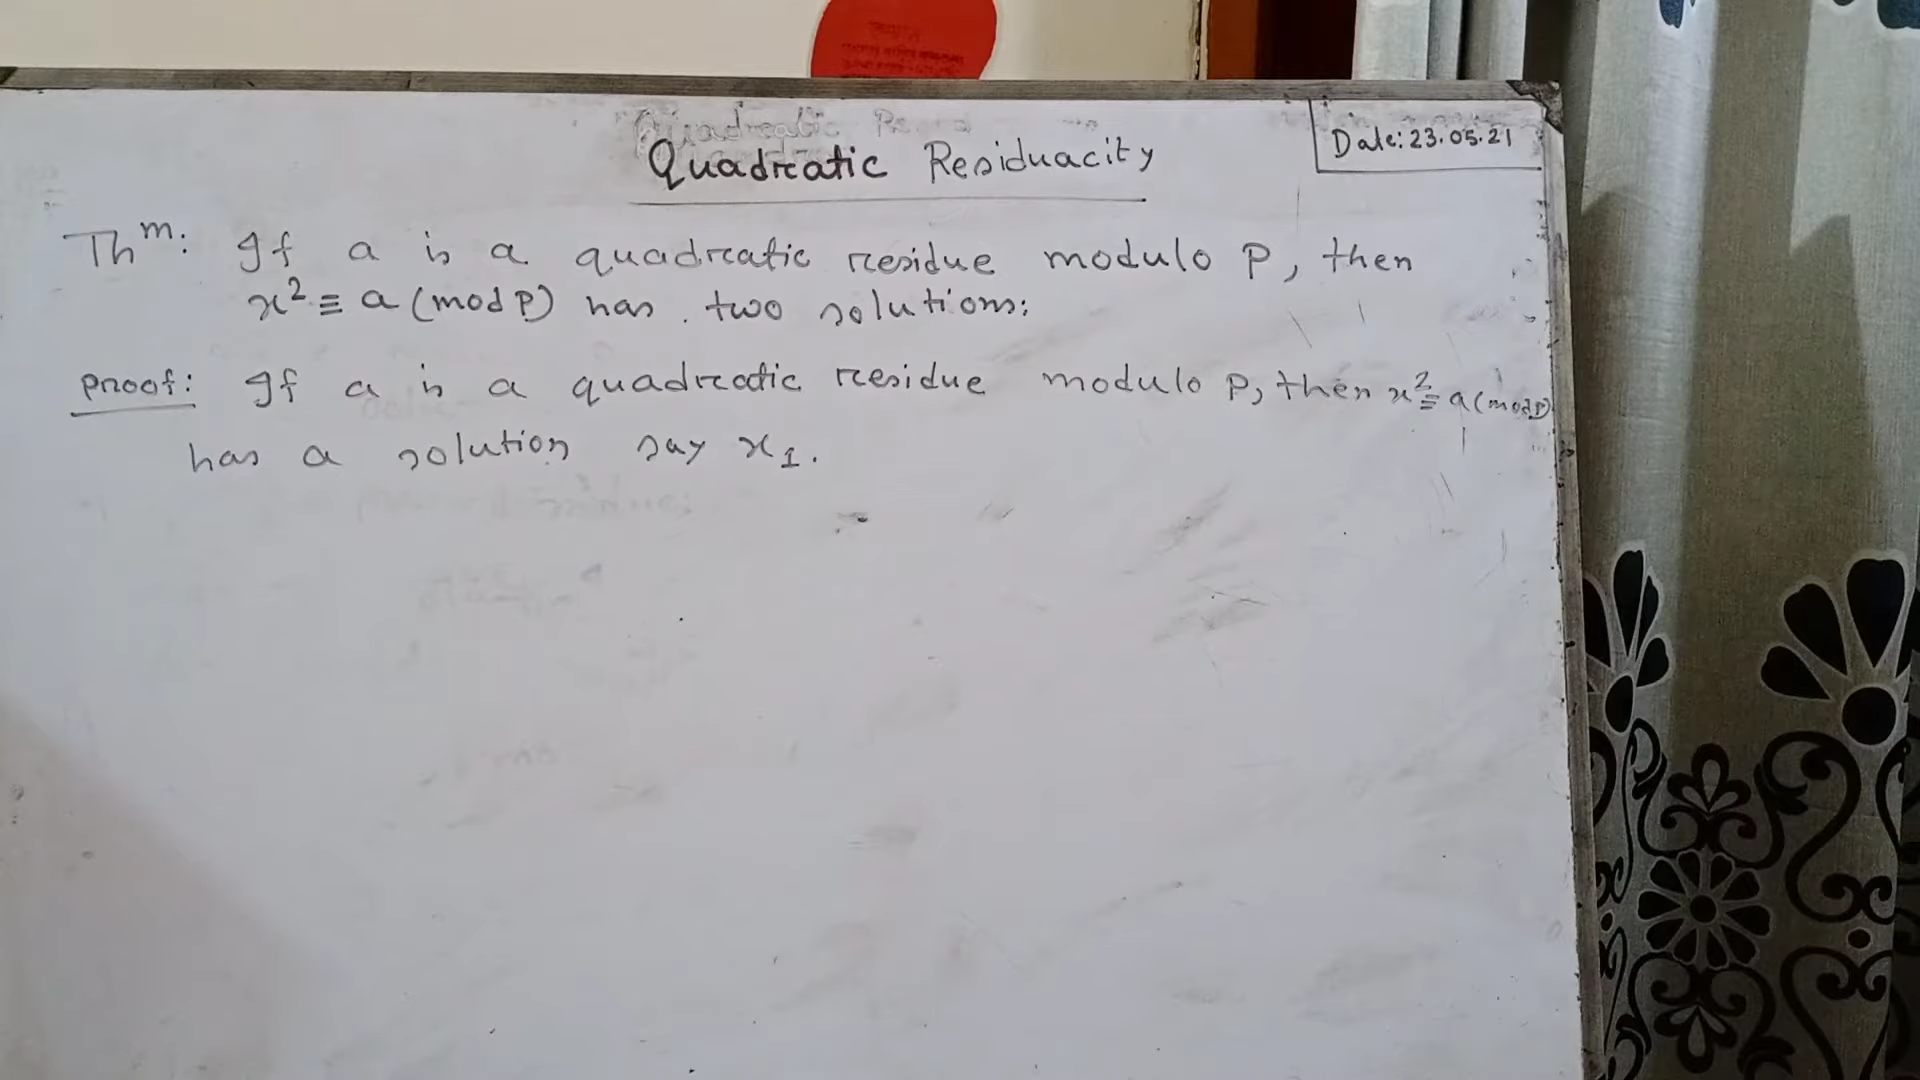 Quadratic Residuacity
Date: 23.05.21
Thᵐ: If a is a quadratic residue modulo P, then
x² ≡ a (mod P) has two solutions:
Proof: If a is a quadratic residue modulo P, then x² ≡ a (mod P)
has a solution say x₁.